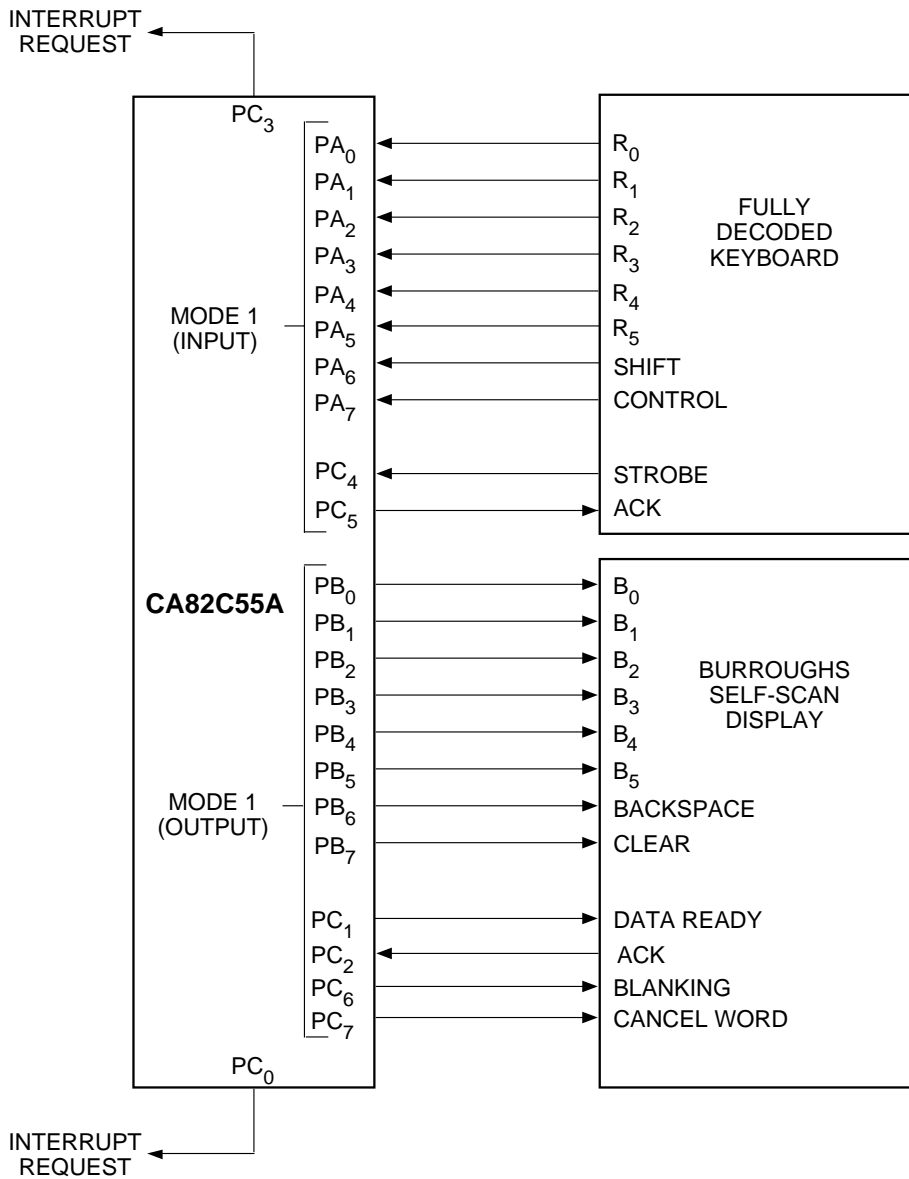 INTERRUPT
REQUEST
PC3
PA0
R0
PA1
R1
PA2
R2
PA3
R3
PA4
R4
PA5
R5
PA6
SHIFT
PA7
CONTROL
MODE 1
(INPUT)
FULLY
DECODED
KEYBOARD
PC4
STROBE
PC5
ACK
CA82C55A
PB0
B0
PB1
B1
PB2
B2
PB3
B3
PB4
B4
PB5
B5
PB6
BACKSPACE
PB7
CLEAR
MODE 1
(OUTPUT)
BURROUGHS
SELF-SCAN
DISPLAY
PC1
DATA READY
PC2
ACK
PC6
BLANKING
PC7
CANCEL WORD
PC0
INTERRUPT
REQUEST